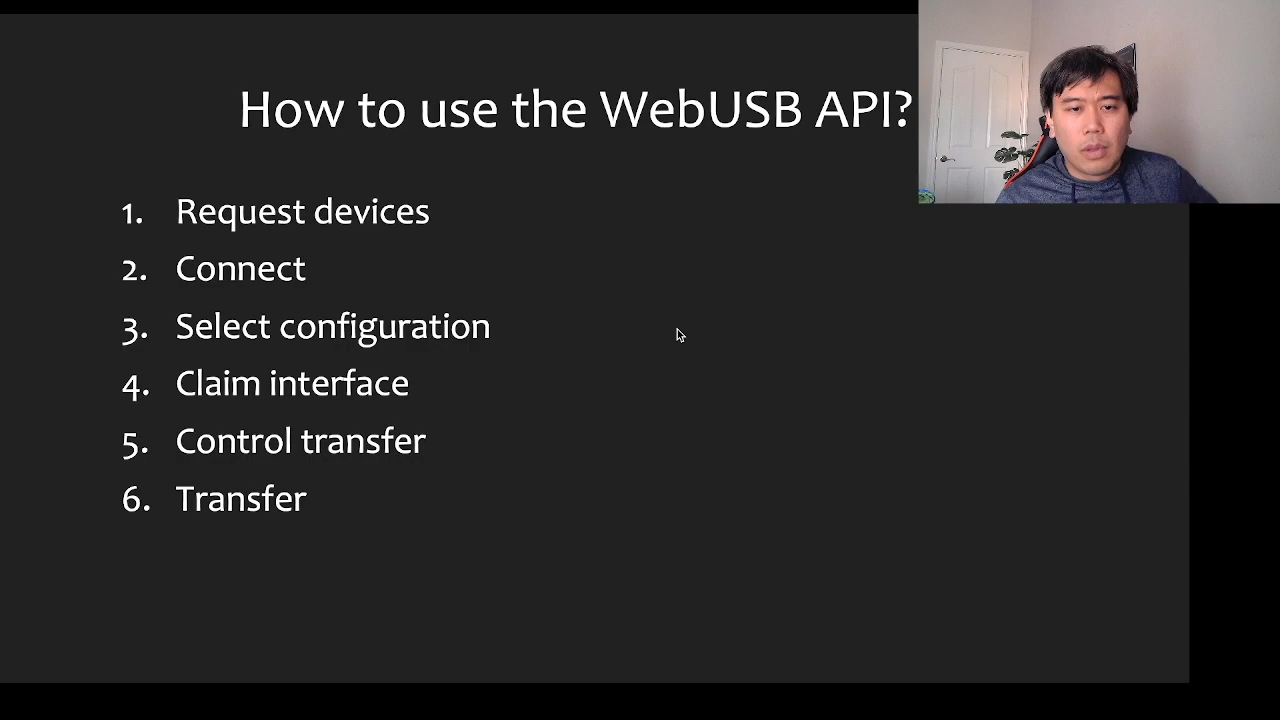 How to use the WebUSB API?
1. Request devices
2. Connect
3. Select configuration
4. Claim interface
5. Control transfer
6. Transfer